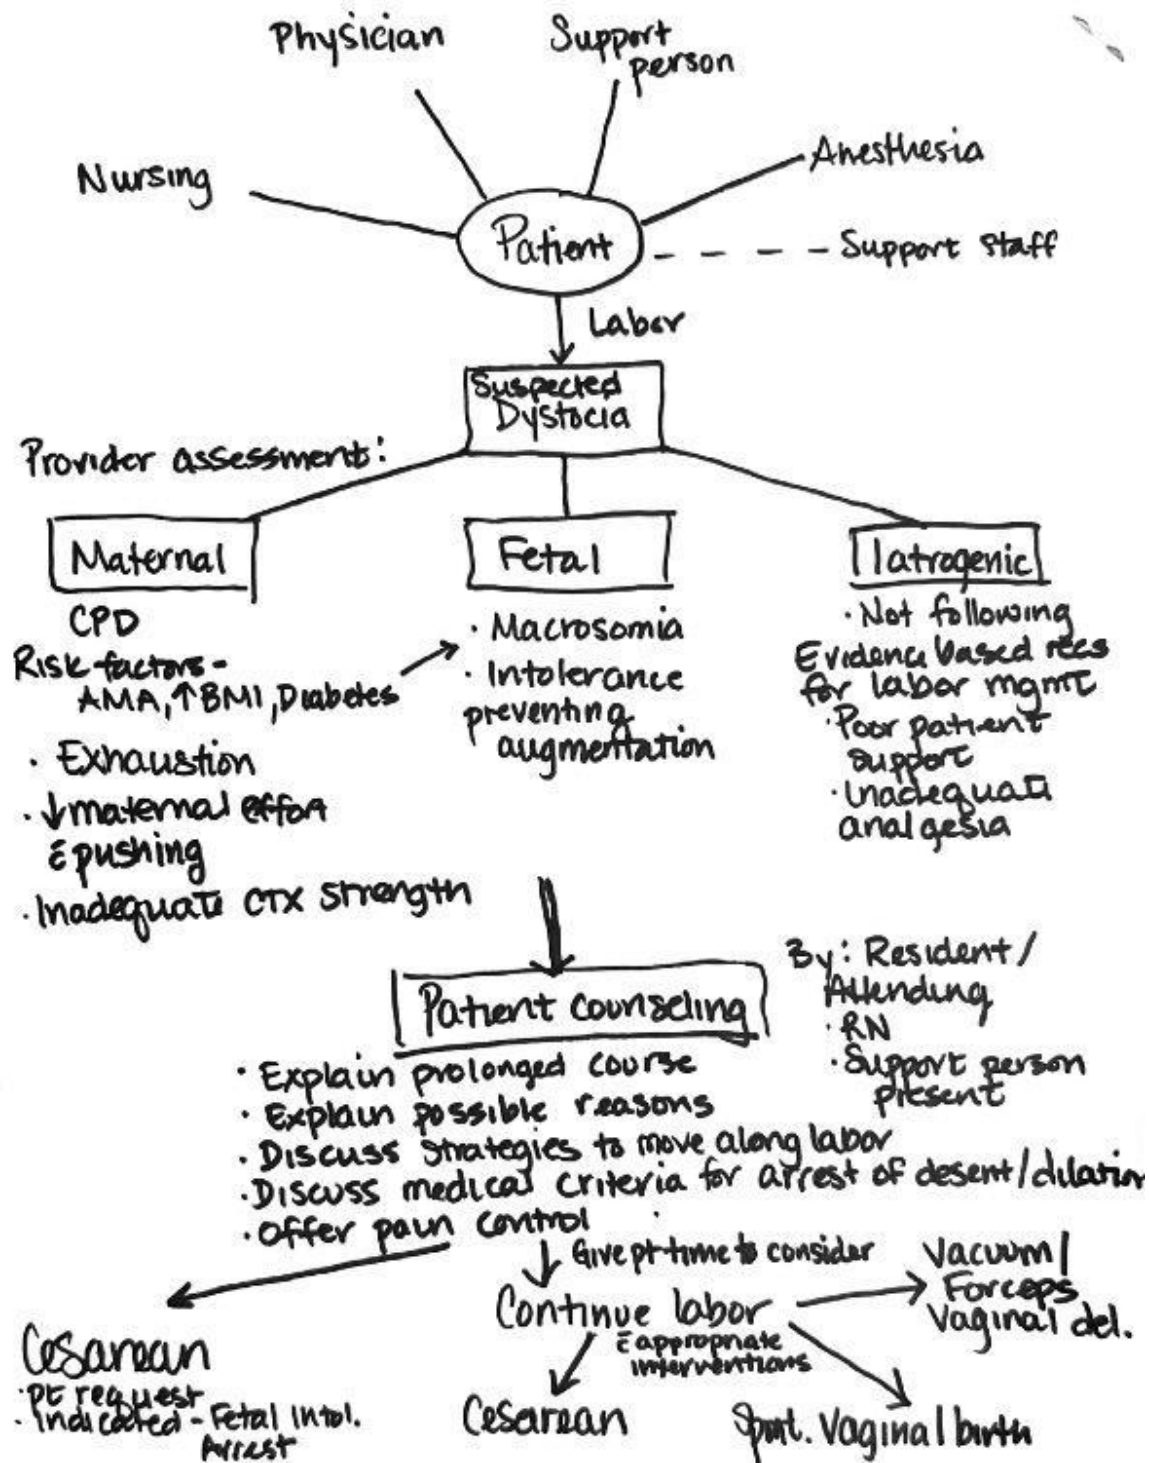 Physician
Support
person
Nursing
Anesthesia
Patient
Support staff
Labor
Suspected
Dystocia
Provider assessment:
Maternal
CPD
Risk factors -
AMA, ↑BMI, Diabetes
· Exhaustion
· ↓maternal effort
c̄ pushing
· Inadequate CTX strength
Fetal
· Macrosomia
· Intolerance
preventing
augmentation
Iatrogenic
· Not following
Evidence based recs
for labor mgmt
· Poor patient
support
· inadequate
analgesia
Patient counseling
By: Resident/
Attending
· RN
· Support person
present
· Explain prolonged course
· Explain possible reasons
· Discuss strategies to move along labor
· Discuss medical criteria for arrest of desent/dilation
· Offer pain control
Give pt time to consider
Continue labor
c̄ appropriate
interventions
Vacuum/
Forceps
Vaginal del.
Cesarean
· Pt request
· indicated - Fetal Intol.
Arrest
Cesarean
Spnt. Vaginal birth